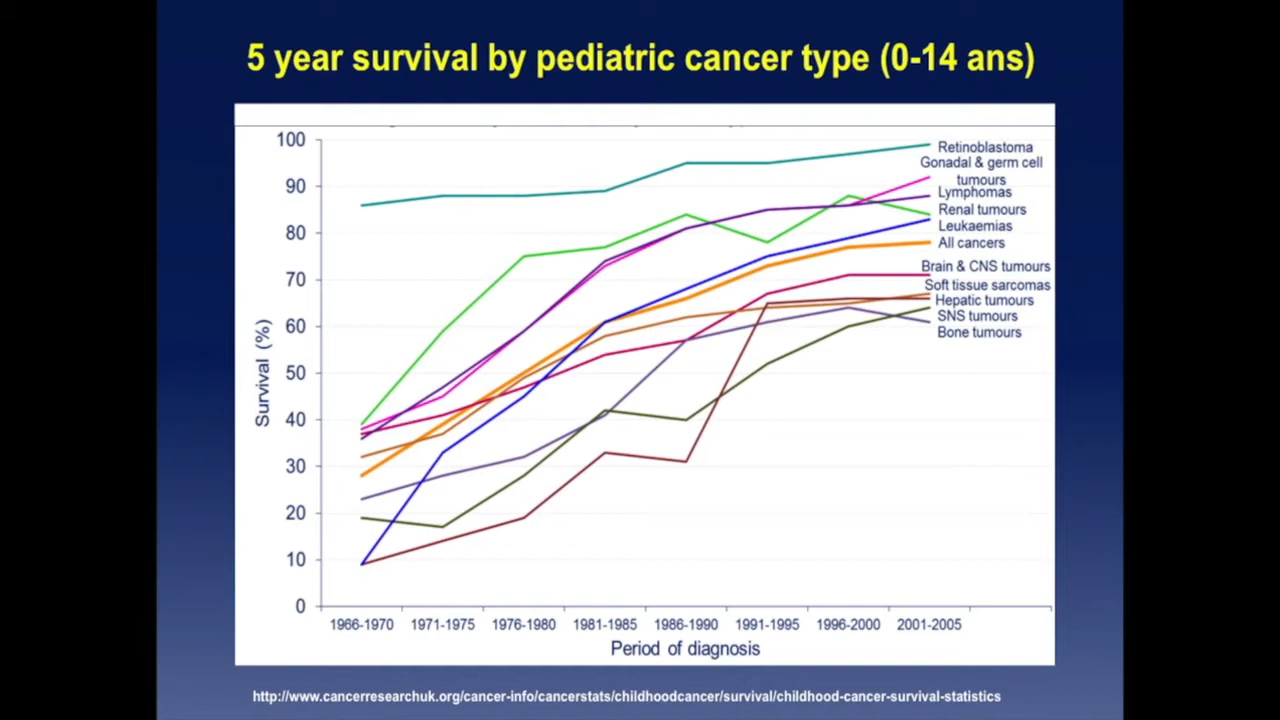 5 year survival by pediatric cancer type (0-14 ans)
100
90
80
70
60
50
40
30
20
10
0
Survival (%)
Retinoblastoma
Gonadal & germ cell
tumours
Lymphomas
Renal tumours
Leukaemias
All cancers
Brain & CNS tumours
Soft tissue sarcomas
Hepatic tumours
SNS tumours
Bone tumours
1966-1970 1971-1975 1976-1980 1981-1985 1986-1990 1991-1995 1996-2000 2001-2005
Period of diagnosis
http://www.cancerresearchuk.org/cancer-info/cancerstats/childhoodcancer/survival/childhood-cancer-survival-statistics